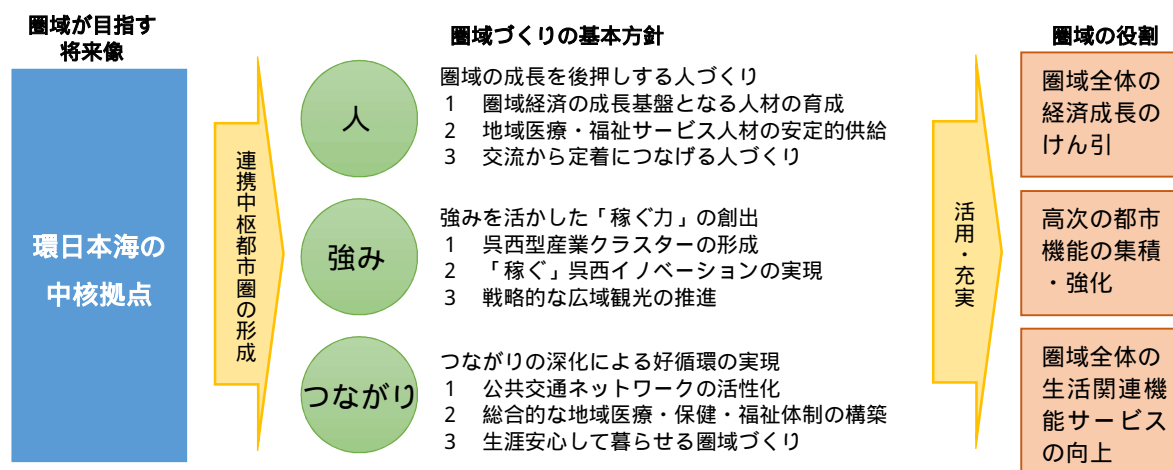 圏域が目指す
将来像
環日本海の
中核拠点
連携中枢都市圏の形成
圏域づくりの基本方針
人
圏域の成長を後押しする人づくり
1 圏域経済の成長基盤となる人材の育成
2 地域医療・福祉サービス人材の安定的供給
3 交流から定着につなげる人づくり
強み
強みを活かした「稼ぐ力」の創出
1 呉西型産業クラスターの形成
2 「稼ぐ」呉西イノベーションの実現
3 戦略的な広域観光の推進
つながり
つながりの深化による好循環の実現
1 公共交通ネットワークの活性化
2 総合的な地域医療・保健・福祉体制の構築
3 生涯安心して暮らせる圏域づくり
活用・充実
圏域の役割
圏域全体の
経済成長の
けん引
高次の都市
機能の集積
・強化
圏域全体の
生活関連機
能サービス
の向上